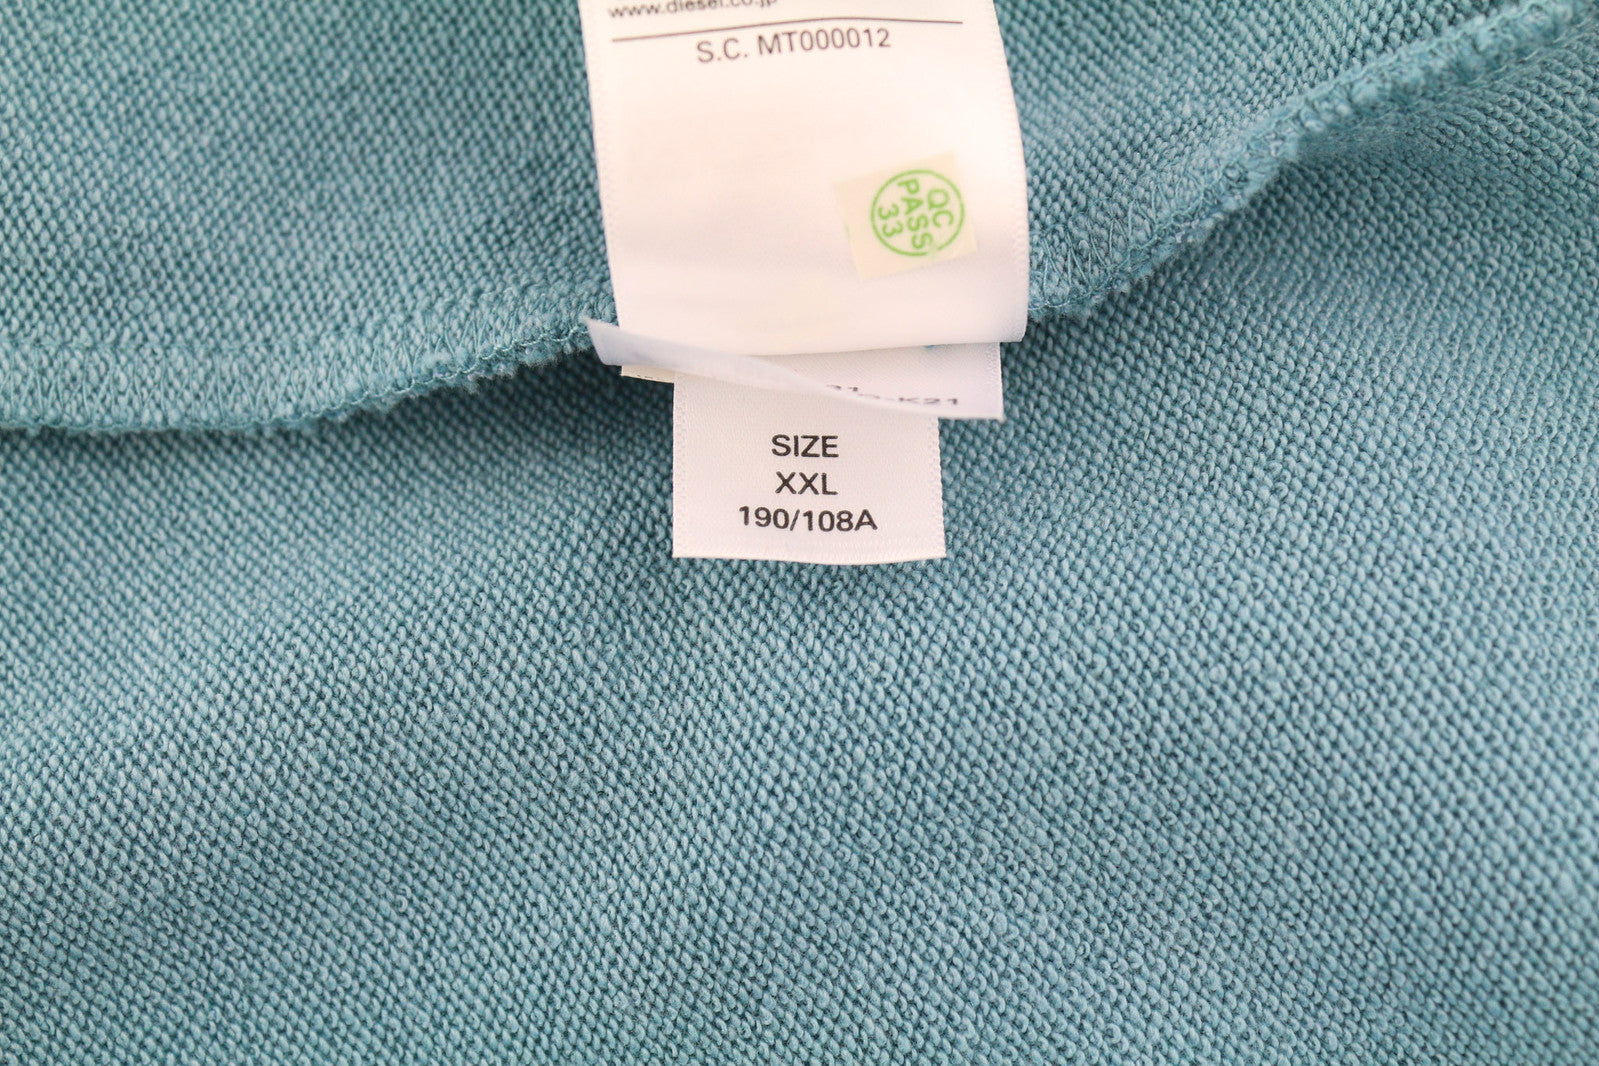 www.diesel.co.jp
S.C. MT000012
QC
PASS
33
SIZE
XXL
190/108A